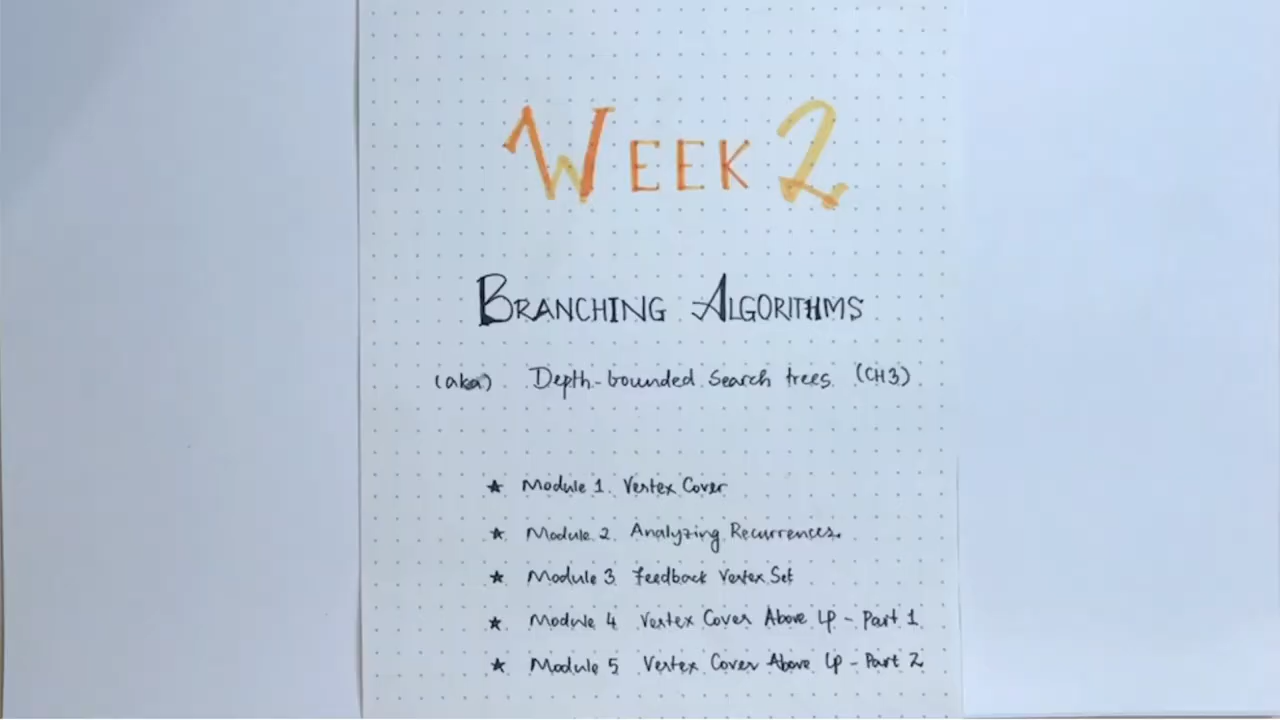 WEEK 2
BRANCHING ALGORITHMS
(aka) Depth-bounded search trees (CH3)
★ Module 1. Vertex Cover
★ Module 2. Analyzing Recurrences.
★ Module 3 Feedback Vertex Set
★ Module 4 Vertex Cover Above LP - Part 1
★ Module 5 Vertex Cover Above LP - Part 2